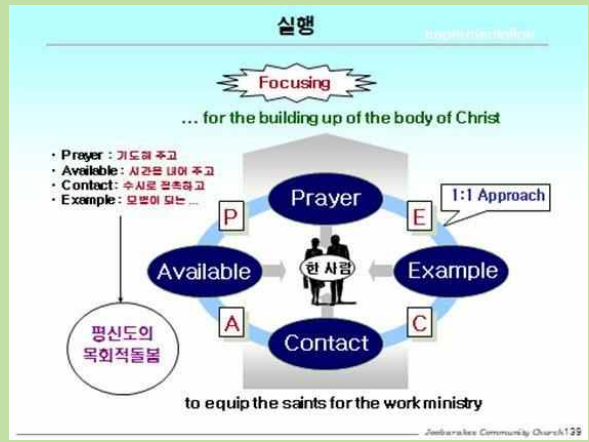 실행
Implementation
Focusing
... for the building up of the body of Christ
· Prayer : 기도해 주고
· Available : 시간을 내어 주고
· Contact : 수시로 접촉하고
· Example : 모범이 되는 ...
1:1 Approach
Prayer
P
E
Available
한 사람
Example
A
C
Contact
평신도의
목회적돌봄
to equip the saints for the work ministry
Community Church 139